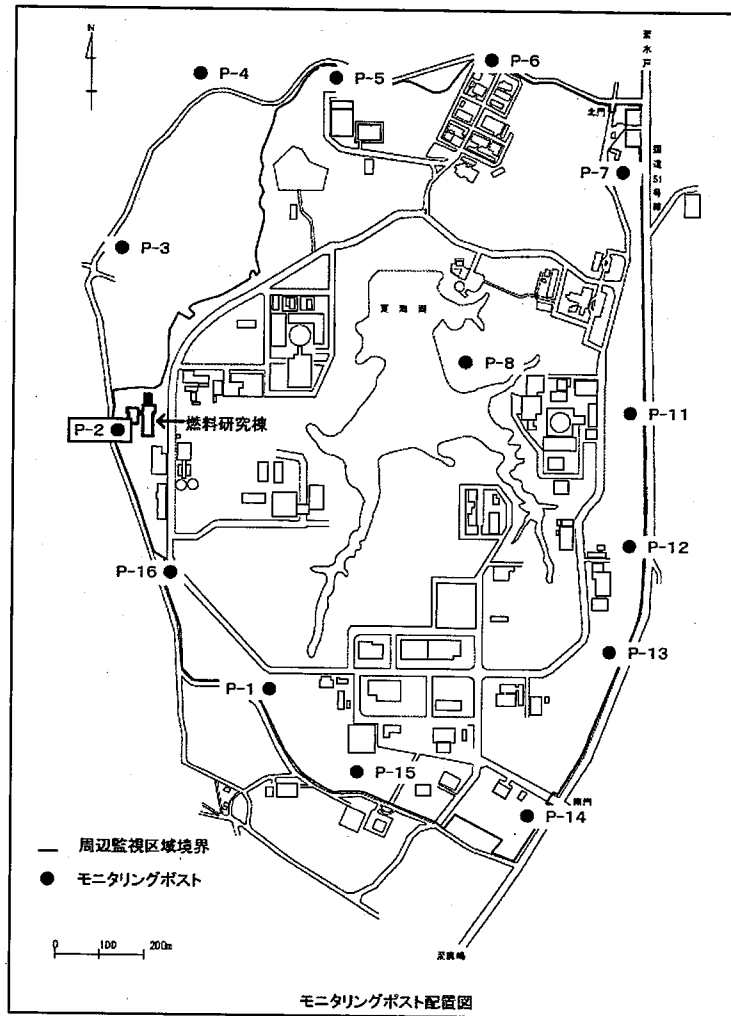 N
至水戸
P-4
P-5
P-6
北門
国道51号線
P-7
P-3
夏海湖
P-8
P-2
燃料研究棟
P-11
P-12
P-16
P-13
P-1
P-15
南門
P-14
周辺監視区域境界
モニタリングポスト
0 100 200m
至鹿嶋
モニタリングポスト配置図